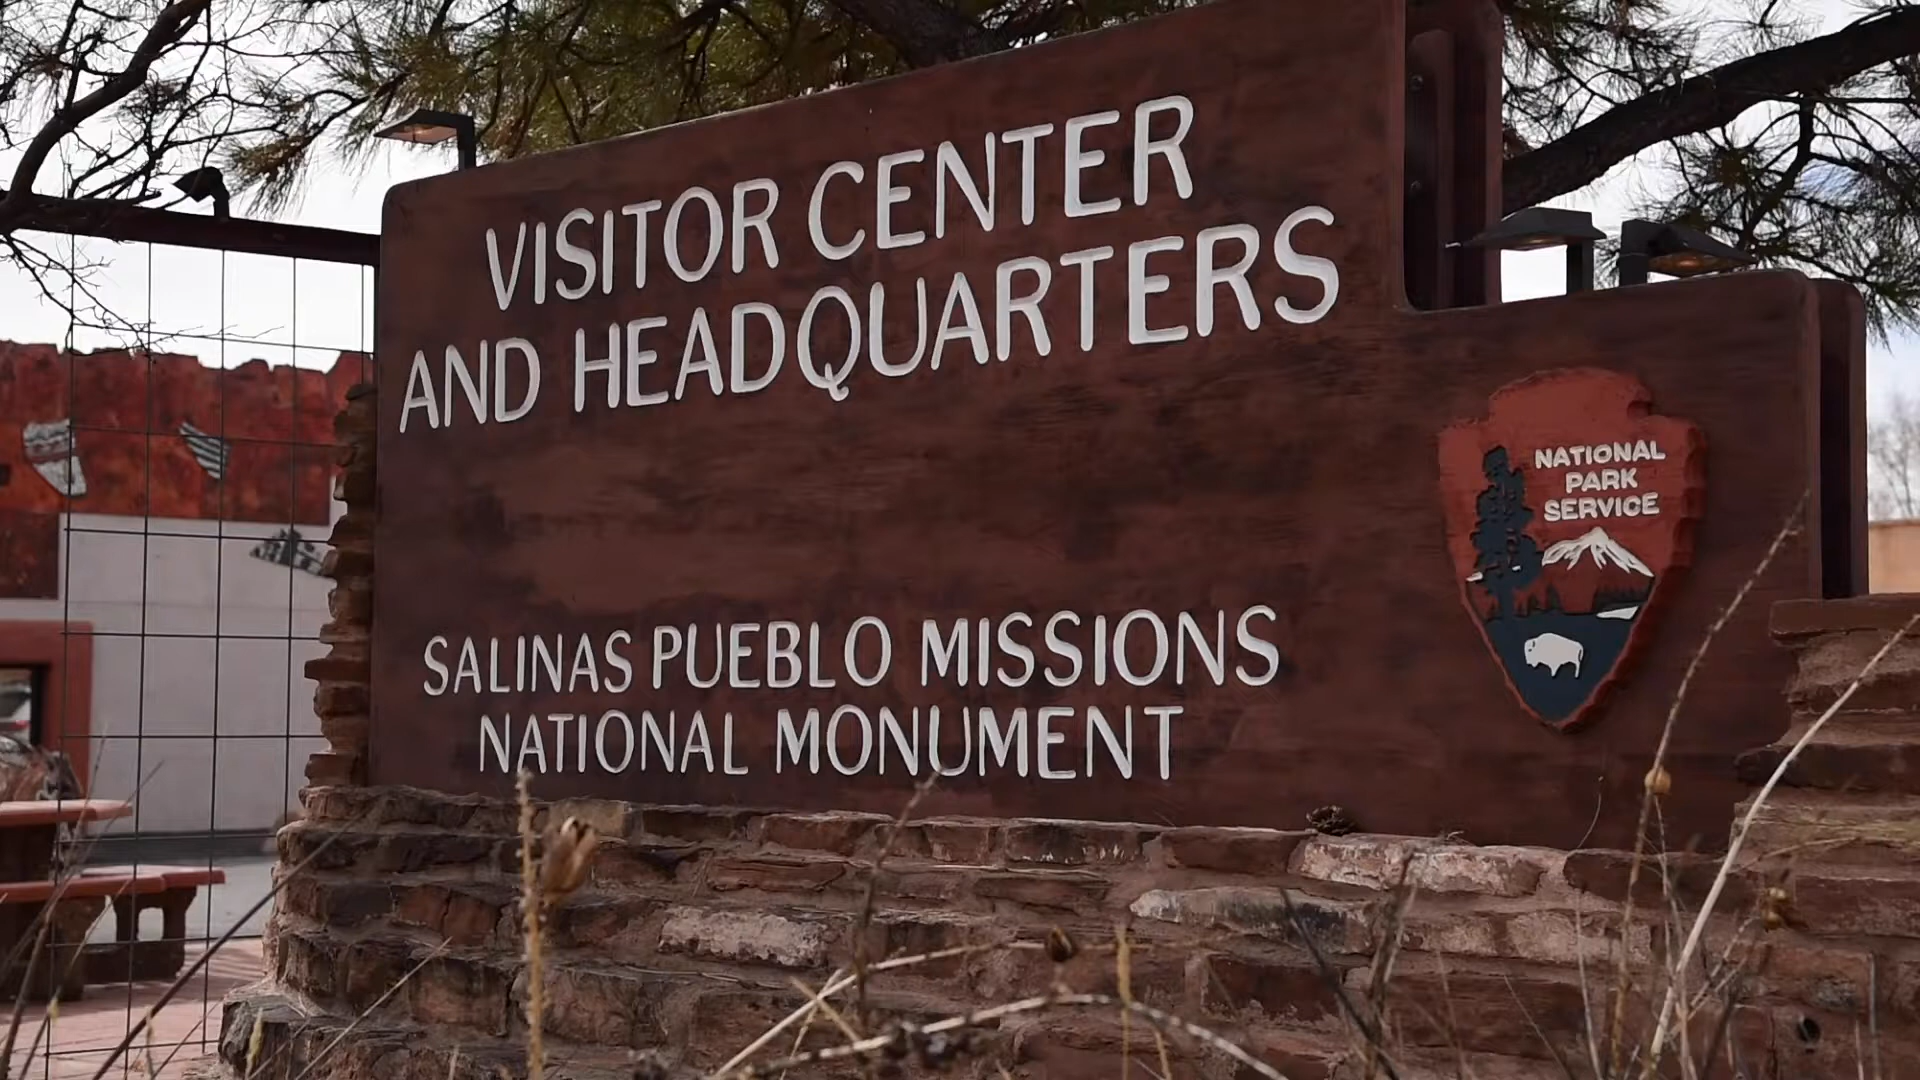 VISITOR CENTER
AND HEADQUARTERS
SALINAS PUEBLO MISSIONS
NATIONAL MONUMENT
NATIONAL
PARK
SERVICE